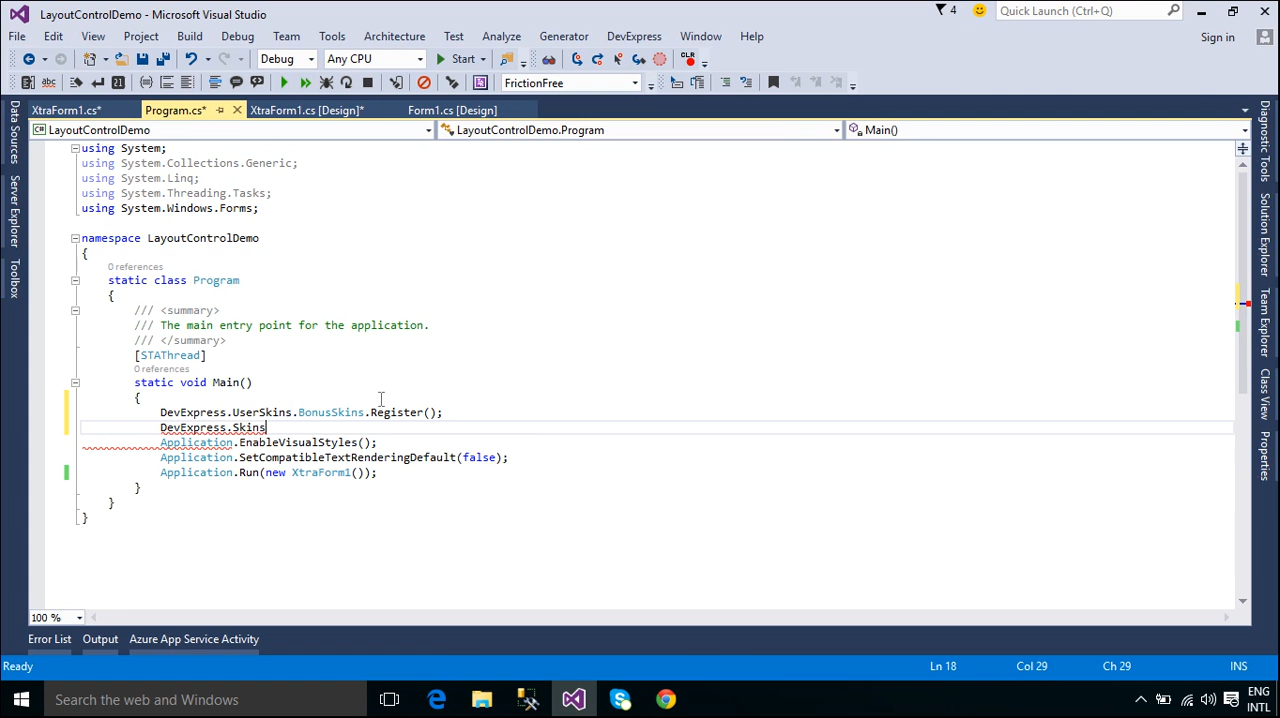 LayoutControlDemo - Microsoft Visual Studio
4
Quick Launch (Ctrl+Q)
File Edit View Project Build Debug Team Tools Architecture Test Analyze Generator DevExpress Window Help
Sign in
Debug Any CPU Start
CLR
FrictionFree
XtraForm1.cs* Program.cs* XtraForm1.cs [Design]* Form1.cs [Design]
LayoutControlDemo LayoutControlDemo.Program Main()
Data Sources
Server Explorer
Toolbox
using System;
using System.Collections.Generic;
using System.Linq;
using System.Threading.Tasks;
using System.Windows.Forms;
namespace LayoutControlDemo
{
0 references
static class Program
{
/// <summary>
/// The main entry point for the application.
/// </summary>
[STAThread]
0 references
static void Main()
{
DevExpress.UserSkins.BonusSkins.Register();
DevExpress.Skins
Application.EnableVisualStyles();
Application.SetCompatibleTextRenderingDefault(false);
Application.Run(new XtraForm1());
}
}
}
Diagnostic Tools
Solution Explorer
Team Explorer
Class View
Properties
100 %
Error List Output Azure App Service Activity
Ready Ln 18 Col 29 Ch 29 INS
Search the web and Windows
ENG
INTL